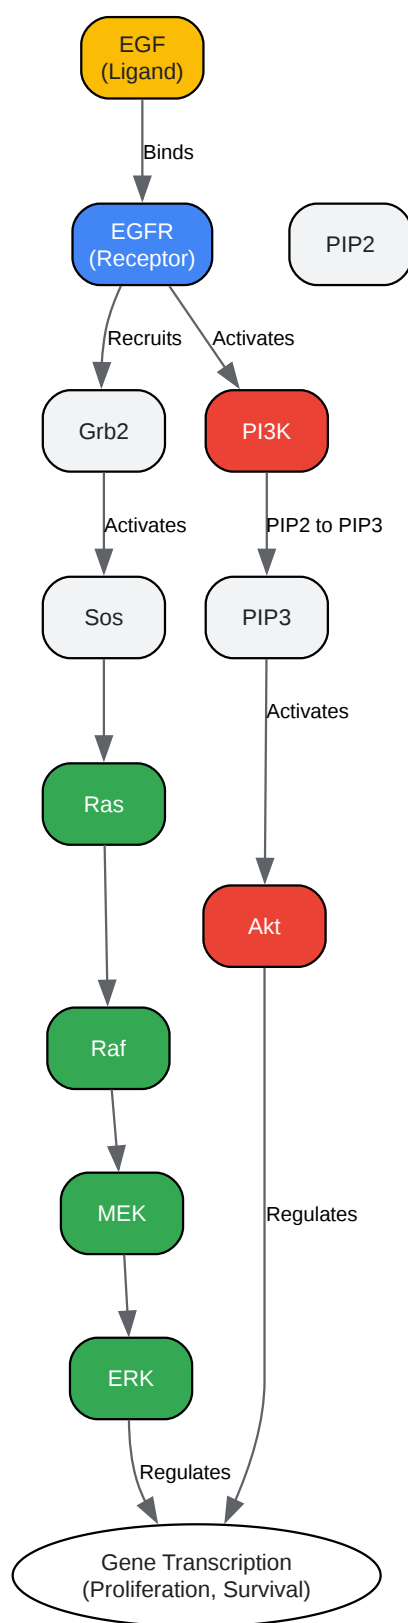 EGF
(Ligand)
Binds
EGFR
(Receptor)
PIP2
Recruits
Activates
Grb2
PI3K
Activates
PIP2 to PIP3
Sos
PIP3
Activates
Ras
Akt
Raf
MEK
Regulates
ERK
Regulates
Gene Transcription
(Proliferation, Survival)